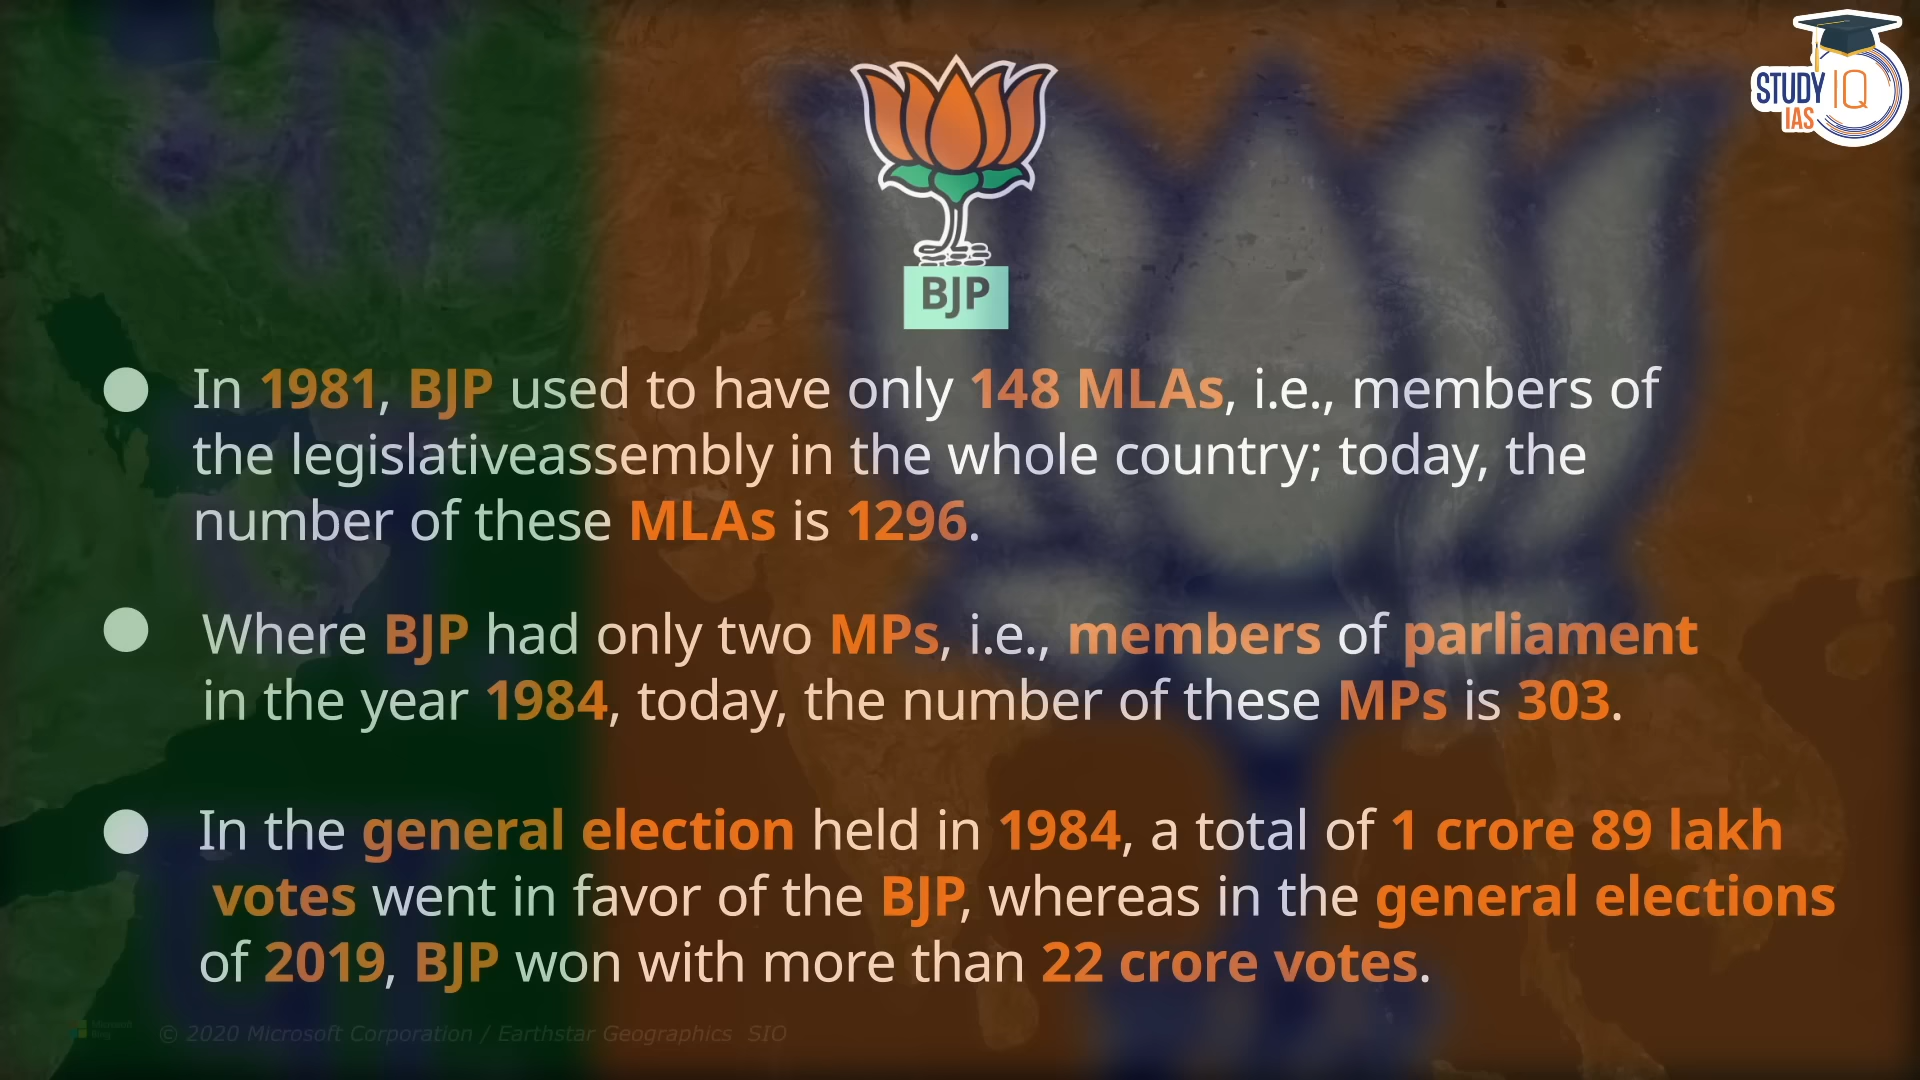 STUDY IQ
IAS
BJP
In 1981, BJP used to have only 148 MLAs, i.e., members of
the legislativeassembly in the whole country; today, the
number of these MLAs is 1296.
Where BJP had only two MPs, i.e., members of parliament
in the year 1984, today, the number of these MPs is 303.
In the general election held in 1984, a total of 1 crore 89 lakh
votes went in favor of the BJP, whereas in the general elections
of 2019, BJP won with more than 22 crore votes.
© 2020 Microsoft Corporation / Earthstar Geographics SIO